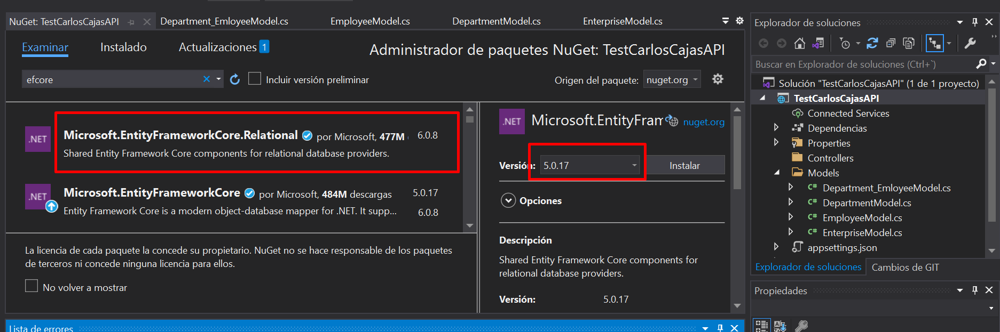 NuGet: TestCarlosCajasAPI
Department_EmloyeeModel.cs
EmployeeModel.cs
DepartmentModel.cs
EnterpriseModel.cs
Examinar
Instalado
Actualizaciones 1
Administrador de paquetes NuGet: TestCarlosCajasAPI
efcore
Incluir versión preliminar
Origen del paquete: nuget.org
.NET
Microsoft.EntityFrameworkCore.Relational por Microsoft, 477M 6.0.8
Shared Entity Framework Core components for relational database providers.
.NET
Microsoft.EntityFrameworkCore por Microsoft, 484M descargas 5.0.17
Entity Framework Core is a modern object-database mapper for .NET. It supp... 6.0.8
La licencia de cada paquete la concede su propietario. NuGet no se hace responsable de los paquetes
de terceros ni concede ninguna licencia para ellos.
No volver a mostrar
.NET
Microsoft.EntityFram nuget.org
Versión: 5.0.17 Instalar
Opciones
Descripción
Shared Entity Framework Core components for
relational database providers.
Versión: 5.0.17
Lista de errores
Explorador de soluciones
Buscar en Explorador de soluciones (Ctrl+`)
Solución "TestCarlosCajasAPI" (1 de 1 proyecto)
TestCarlosCajasAPI
Connected Services
Dependencias
Properties
Controllers
Models
C# Department_EmloyeeModel.cs
C# DepartmentModel.cs
C# EmployeeModel.cs
C# EnterpriseModel.cs
appsettings.json
Explorador de soluciones
Cambios de GIT
Propiedades